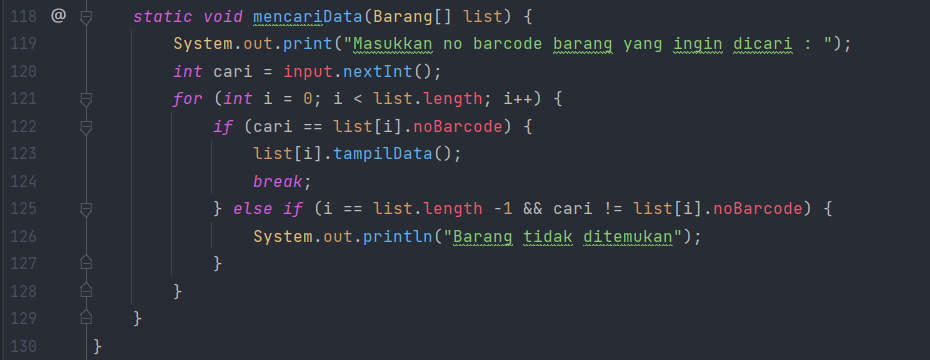 118 @ static void mencariData(Barang[] list) {
119 System.out.print("Masukkan no barcode barang yang ingin dicari : ");
120 int cari = input.nextInt();
121 for (int i = 0; i < list.length; i++) {
122 if (cari == list[i].noBarcode) {
123 list[i].tampilData();
124 break;
125 } else if (i == list.length -1 && cari != list[i].noBarcode) {
126 System.out.println("Barang tidak ditemukan");
127 }
128 }
129 }
130 }